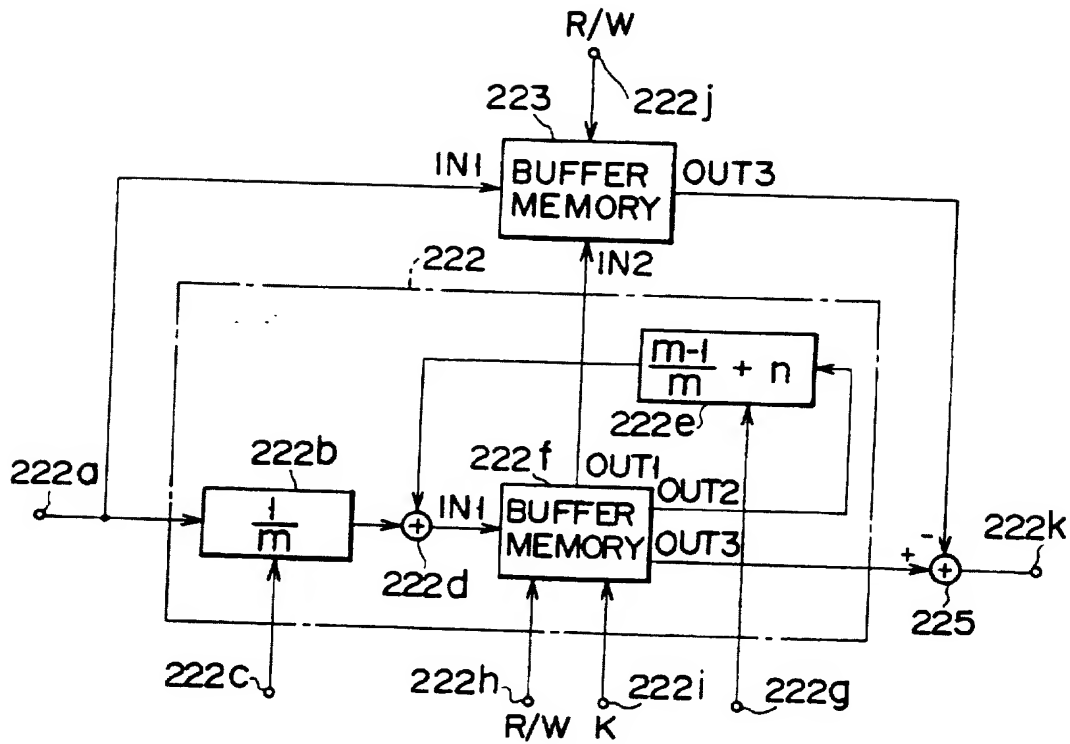 R/W
223
222j
IN1
BUFFER
MEMORY
OUT3
222
IN2
m-1
m
+ n
222e
222a
222b
1
m
222d
222f
OUT1
IN1
BUFFER
MEMORY
OUT2
OUT3
-
+
+
+
222k
225
222c
222h
222i
222g
R/W
K